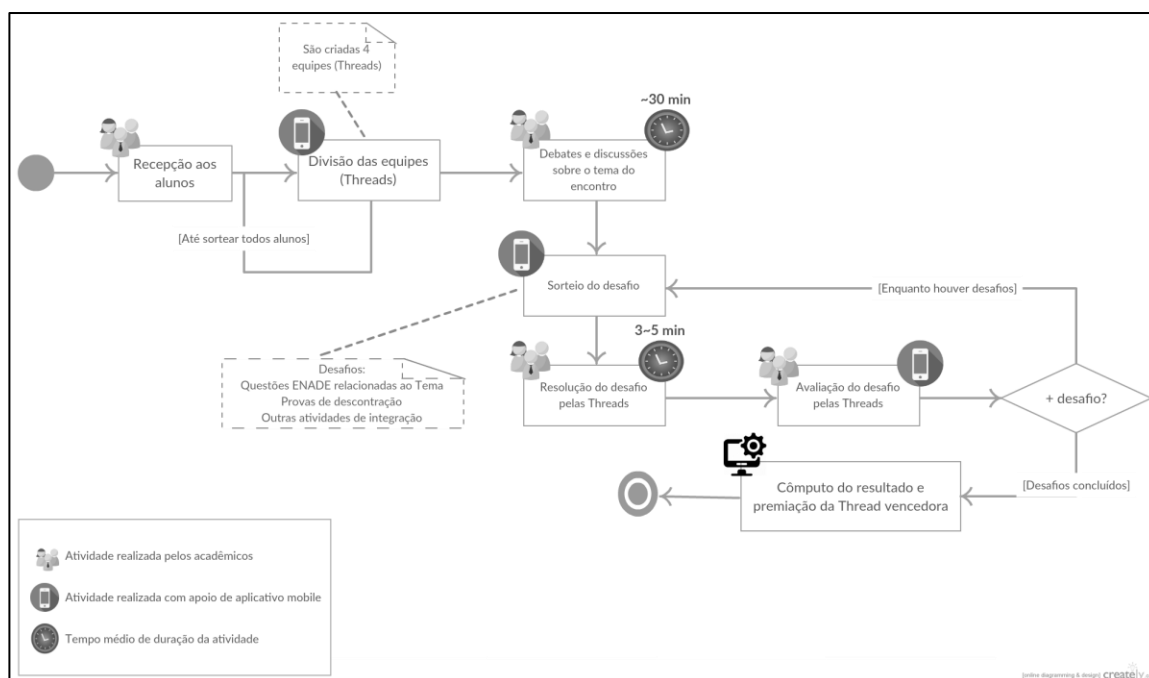 São criadas 4
equipes (Threads)
Recepção aos
alunos
Divisão das equipes
(Threads)
[Até sortear todos alunos]
~30 min
Debates e discussões
sobre o tema do
encontro
Sorteio do desafio
[Enquanto houver desafios]
Desafios:
Questões ENADE relacionadas ao Tema
Provas de descontração
Outras atividades de integração
3~5 min
Resolução do desafio
pelas Threads
Avaliação do desafio
pelas Threads
+ desafio?
[Desafios concluídos]
Cômputo do resultado e
premiação da Thread vencedora
Atividade realizada pelos acadêmicos
Atividade realizada com apoio de aplicativo mobile
Tempo médio de duração da atividade
[online diagramming & design] creately